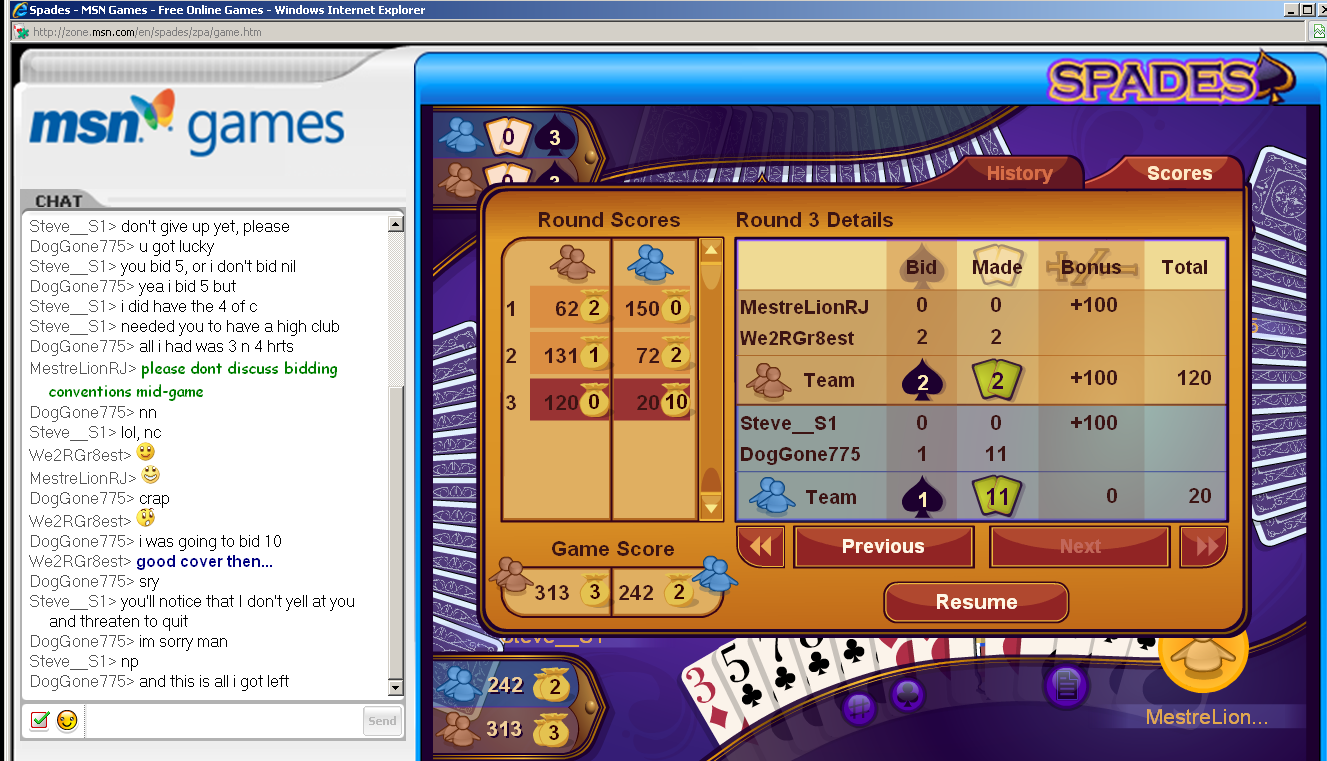 Spades - MSN Games - Free Online Games - Windows Internet Explorer
http://zone.msn.com/en/spades/zpa/game.htm
msn games
CHAT
Steve__S1> don't give up yet, please
DogGone775> u got lucky
Steve__S1> you bid 5, or i don't bid nil
DogGone775> yea i bid 5 but
Steve__S1> i did have the 4 of c
Steve__S1> needed you to have a high club
DogGone775> all i had was 3 n 4 hrts
MestreLionRJ> please dont discuss bidding
conventions mid-game
DogGone775> nn
Steve__S1> lol, nc
We2RGr8est>
MestreLionRJ>
DogGone775> crap
We2RGr8est>
DogGone775> i was going to bid 10
We2RGr8est> good cover then...
DogGone775> sry
Steve__S1> you'll notice that I don't yell at you
and threaten to quit
DogGone775> im sorry man
Steve__S1> np
DogGone775> and this is all i got left
Send
SPADES
0 3
History Scores
Round Scores
1 62 2 150 0
2 131 1 72 2
3 120 0 20 10
Game Score
313 3 242 2
Round 3 Details
Bid Made Bonus Total
MestreLionRJ 0 0 +100
We2RGr8est 2 2
Team 2 2 +100 120
Steve__S1 0 0 +100
DogGone775 1 11
Team 1 11 0 20
Previous Next
Resume
Steve__S1
242 2
313 3
3 5 7 8
MestreLion...